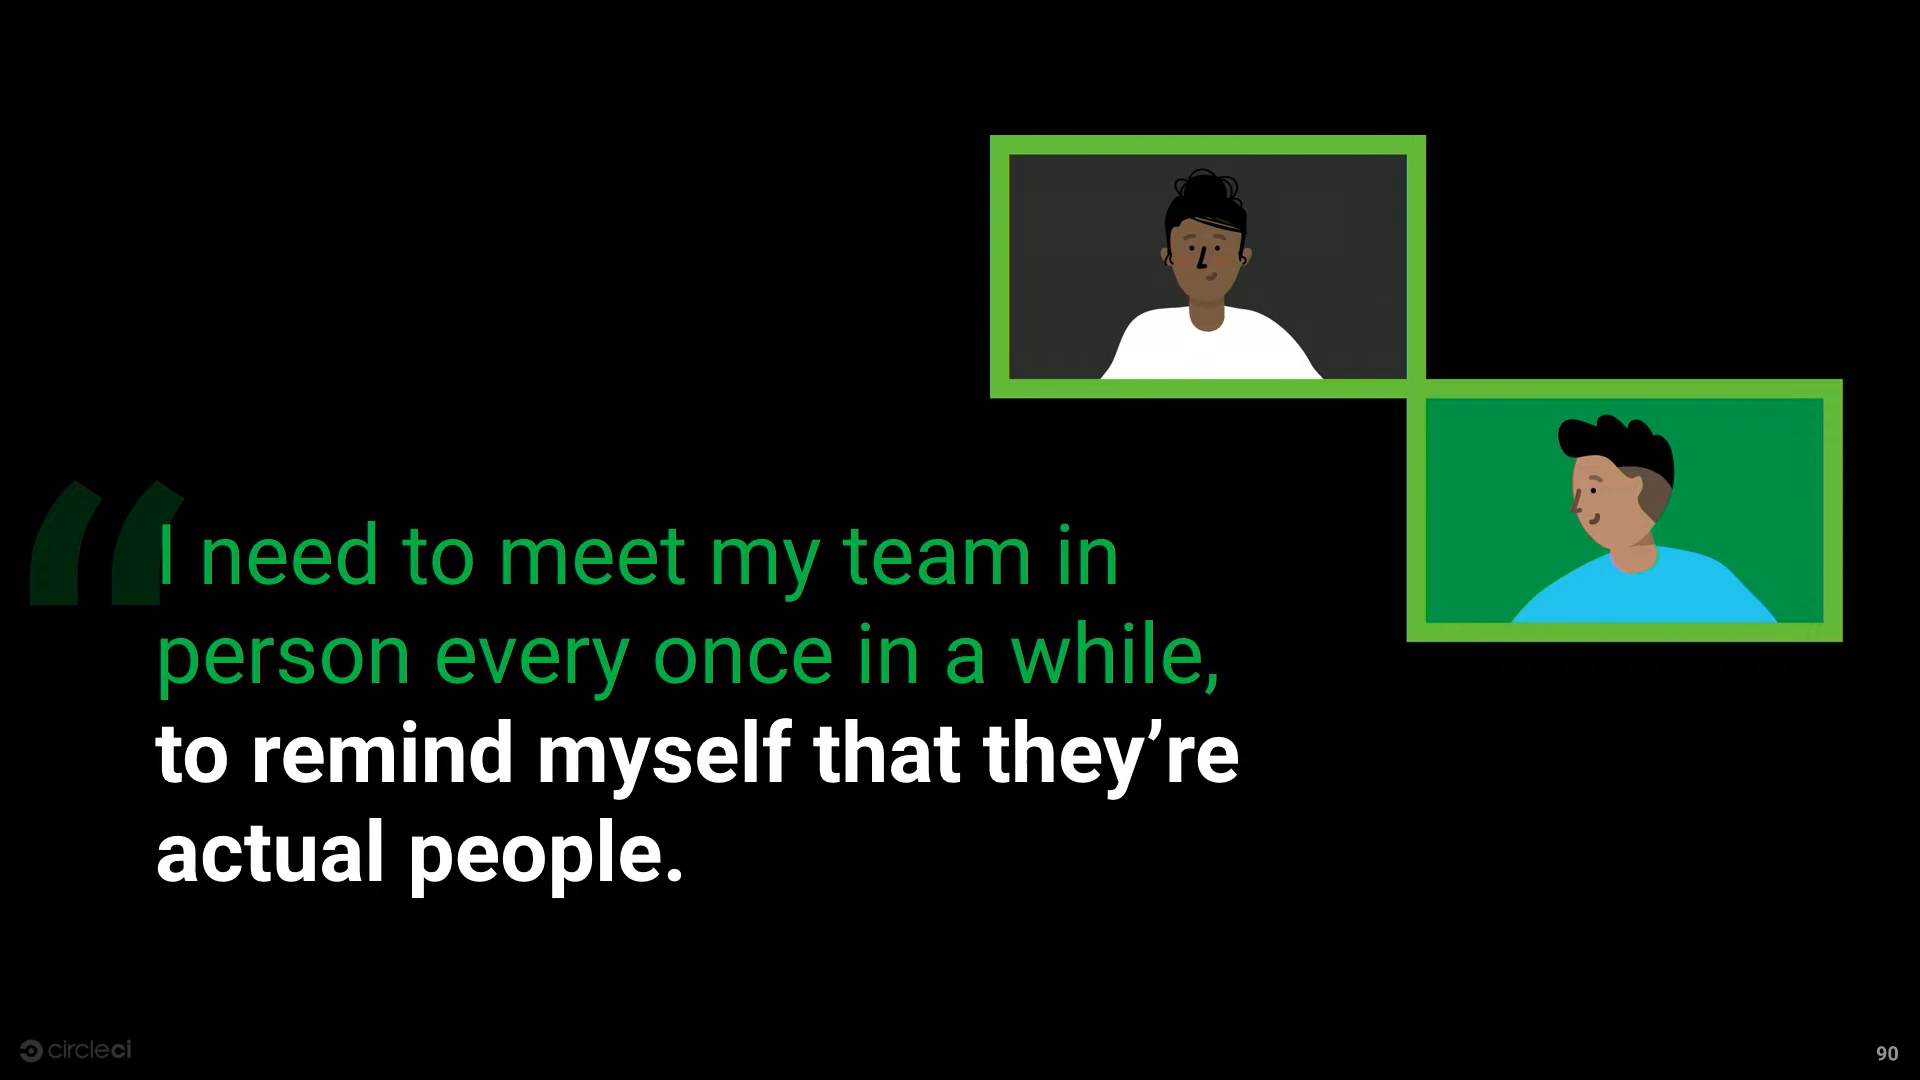 “
I need to meet my team in
person every once in a while,
to remind myself that they’re
actual people.
circleci
90